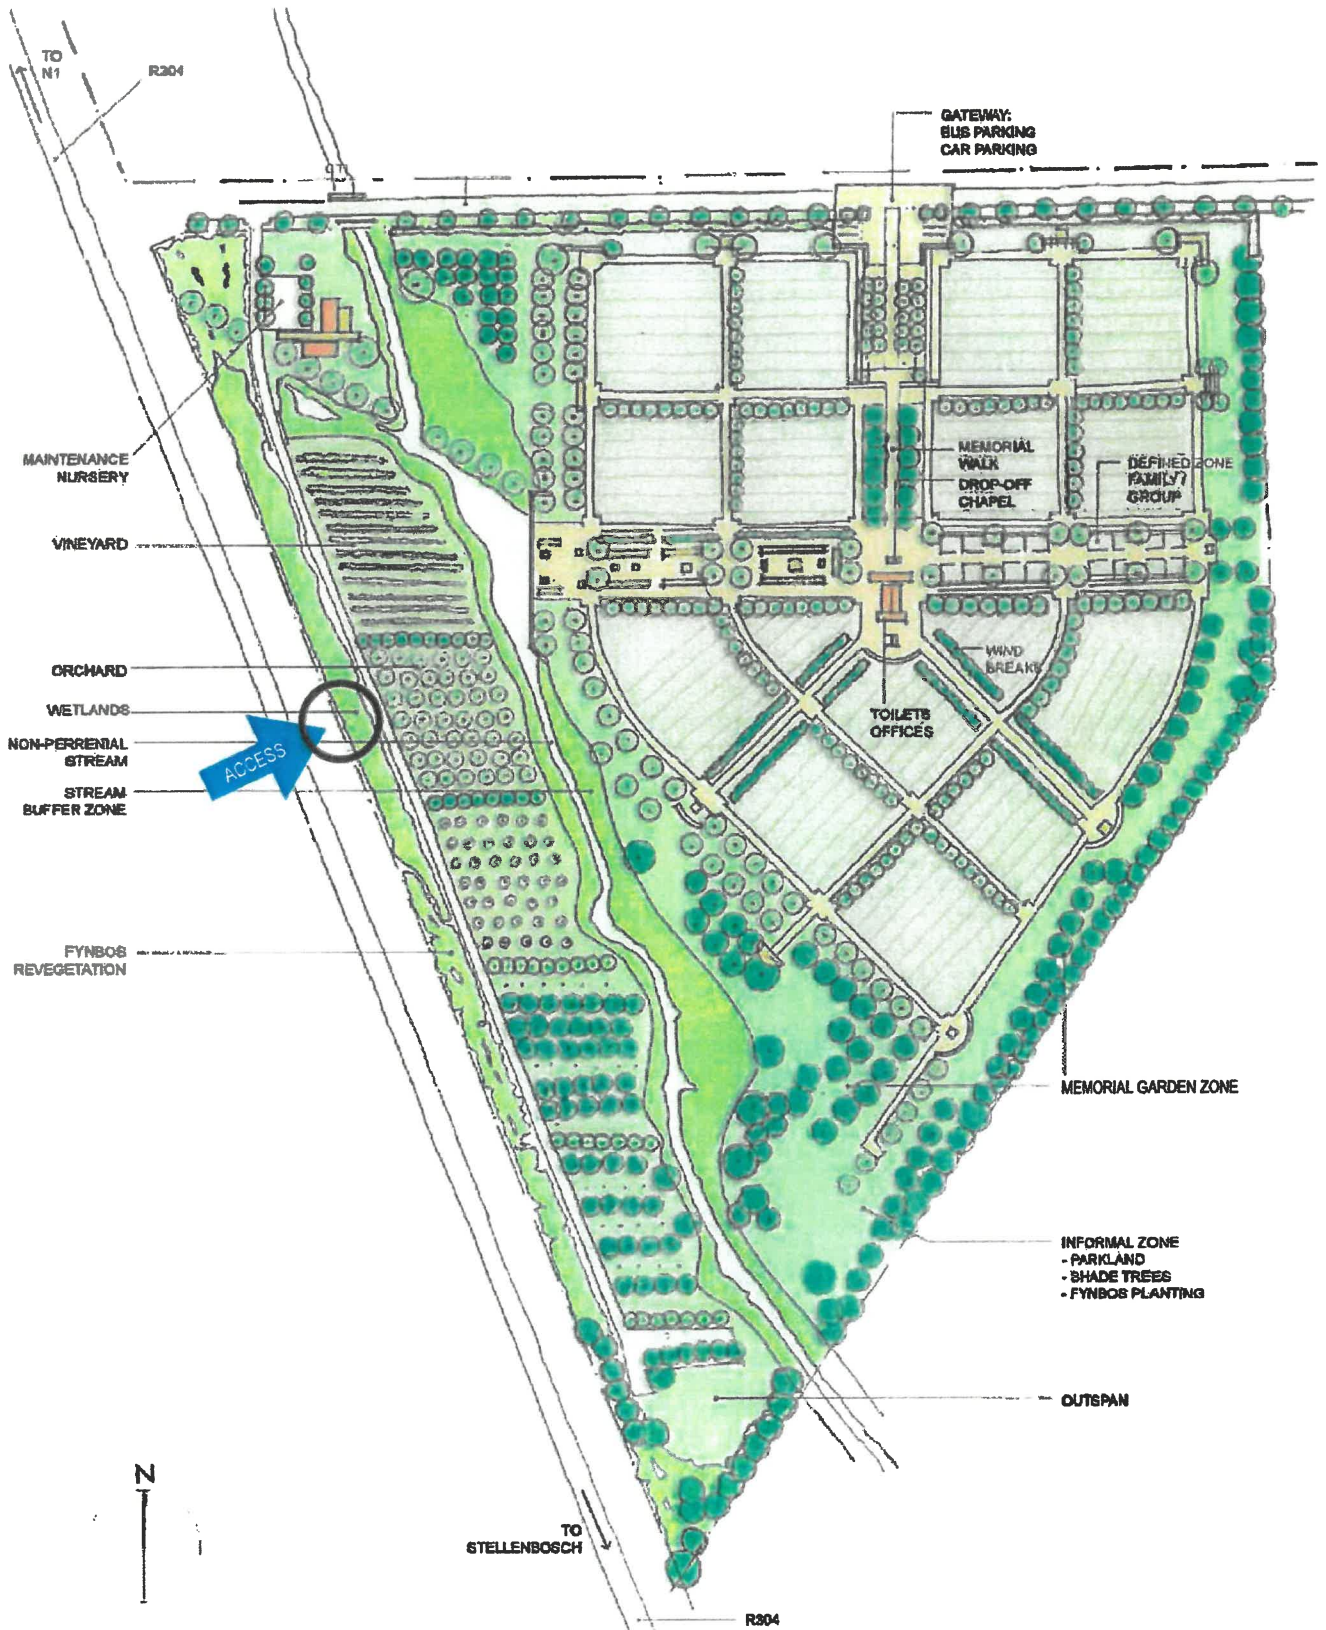 TO
N1
R304
GATEWAY:
BUS PARKING
CAR PARKING
MAINTENANCE
NURSERY
MEMORIAL
WALK
DROP-OFF
CHAPEL
DEFINED ZONE
FAMILY /
GROUP
VINEYARD
ORCHARD
WIND
BREAKS
WETLANDS
TOILETS
OFFICES
NON-PERRENIAL
STREAM
ACCESS
STREAM
BUFFER ZONE
FYNBOS
REVEGETATION
MEMORIAL GARDEN ZONE
INFORMAL ZONE
- PARKLAND
- SHADE TREES
- FYNBOS PLANTING
OUTSPAN
N
TO
STELLENBOSCH
R304